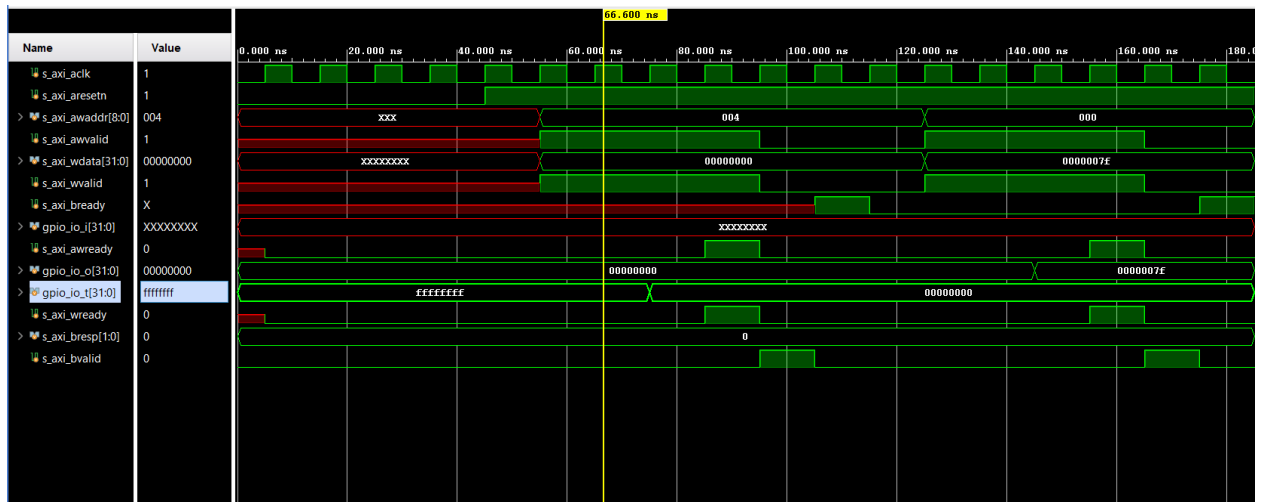 66.600 ns
Name Value
0.000 ns 20.000 ns 40.000 ns 60.000 ns 80.000 ns 100.000 ns 120.000 ns 140.000 ns 160.000 ns 180.0
s_axi_aclk 1
s_axi_aresetn 1
> s_axi_awaddr[8:0] 004 XXX 004 000
s_axi_awvalid 1
> s_axi_wdata[31:0] 00000000 XXXXXXXX 00000000 0000007f
s_axi_wvalid 1
s_axi_bready X
> gpio_io_i[31:0] XXXXXXXX XXXXXXXX
s_axi_awready 0
> gpio_io_o[31:0] 00000000 00000000 0000007f
> gpio_io_t[31:0] ffffffff ffffffff 00000000
s_axi_wready 0
> s_axi_bresp[1:0] 0 0
s_axi_bvalid 0